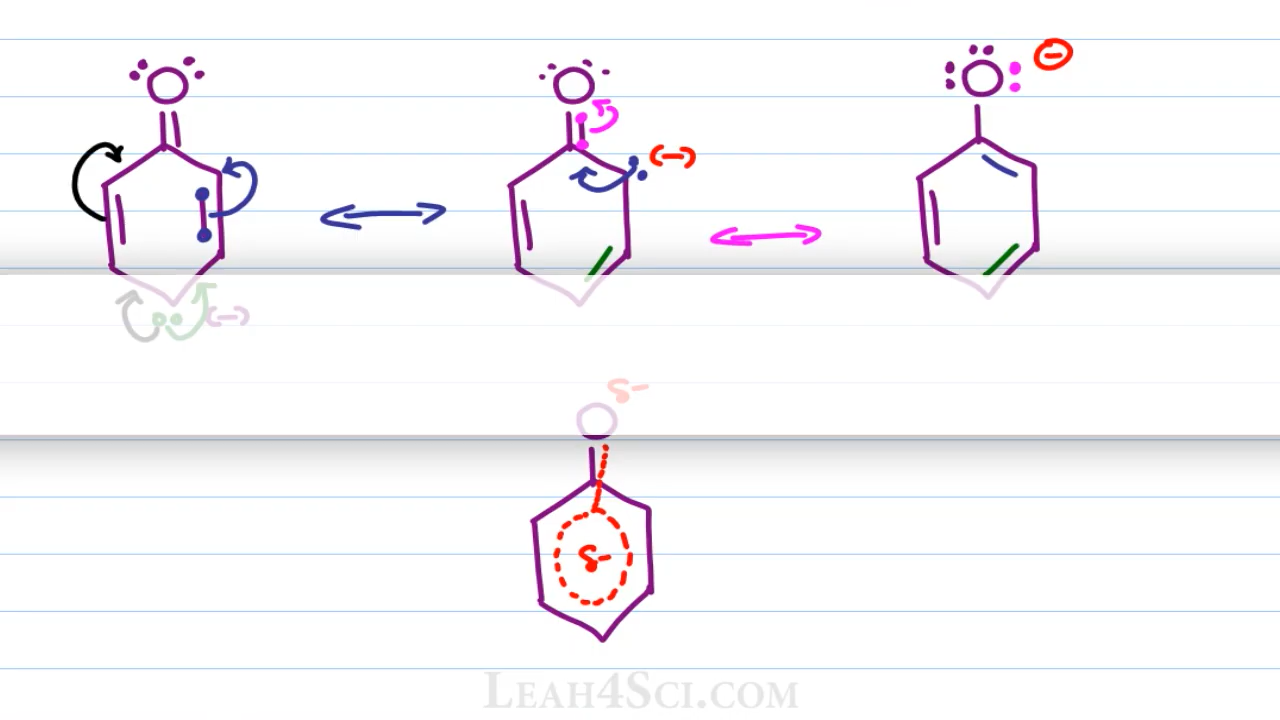 O O O (-)
(-)
(-)
δ-
O
δ-
LEAH4SCI.COM